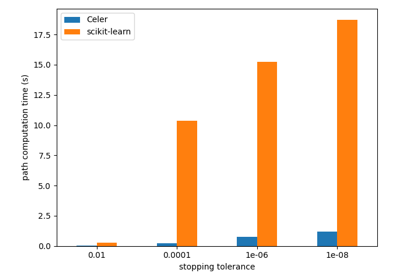 Celer
scikit-learn
path computation time (s)
17.5
15.0
12.5
10.0
7.5
5.0
2.5
0.0
0.01
0.0001
1e-06
1e-08
stopping tolerance